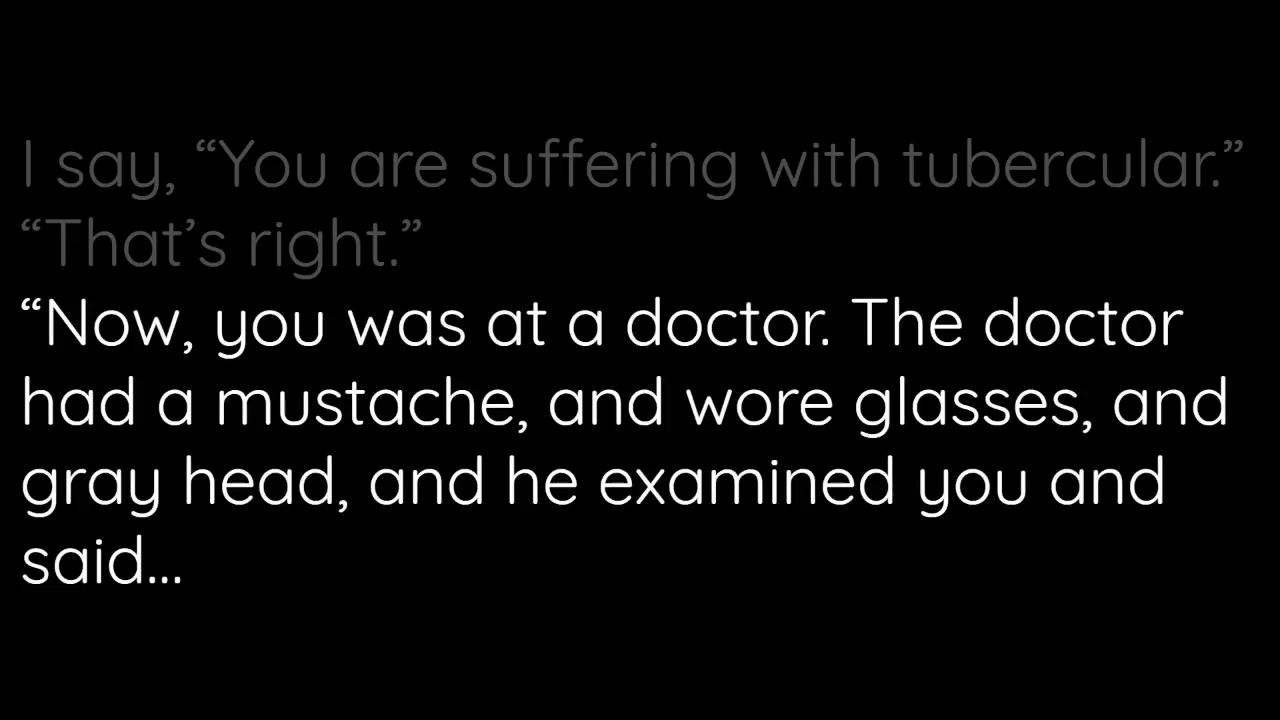 I say, “You are suffering with tubercular.”
“That’s right.”
“Now, you was at a doctor. The doctor
had a mustache, and wore glasses, and
gray head, and he examined you and
said...